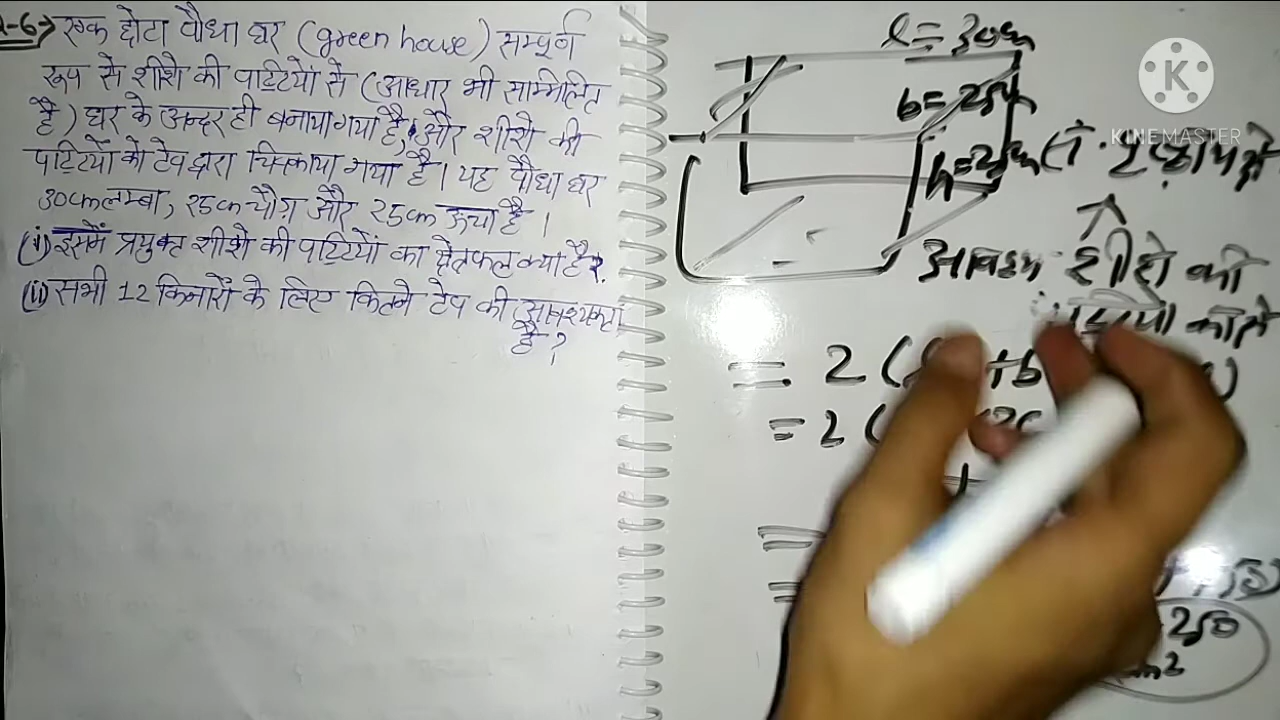 Q-6→ एक छोटा पौधा घर (green house) सम्पूर्ण
रूप से शीशे की पट्टियों से (आधार भी सम्मिलित
है) घर के अन्दर ही बनाया गया है, और शीशे की
पट्टियों को टेप द्वारा चिपकाया गया है। यह पौधा घर
30cm लम्बा, 25cm चौड़ा और 25cm ऊंचा है।
(i) इसमें प्रयुक्त शीशे की पट्टियों का क्षेत्रफल क्या है?
(ii) सभी 12 किनारों के लिए कितने टेप की आवश्यकता
है?
l = 30cm
b = 25cm
h = 25cm
शीशे की
= 2 ( + b
= 2 (
250
KINEMASTER